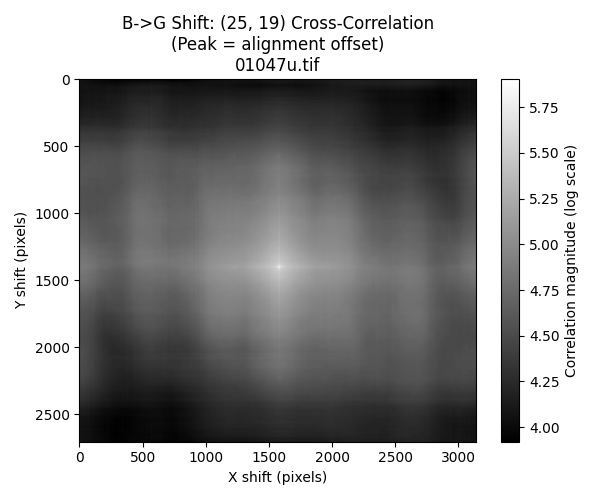 B->G Shift: (25, 19) Cross-Correlation
(Peak = alignment offset)
01047u.tif
0
500
1000
1500
2000
2500
Y shift (pixels)
0 500 1000 1500 2000 2500 3000
X shift (pixels)
5.75
5.50
5.25
5.00
4.75
4.50
4.25
4.00
Correlation magnitude (log scale)